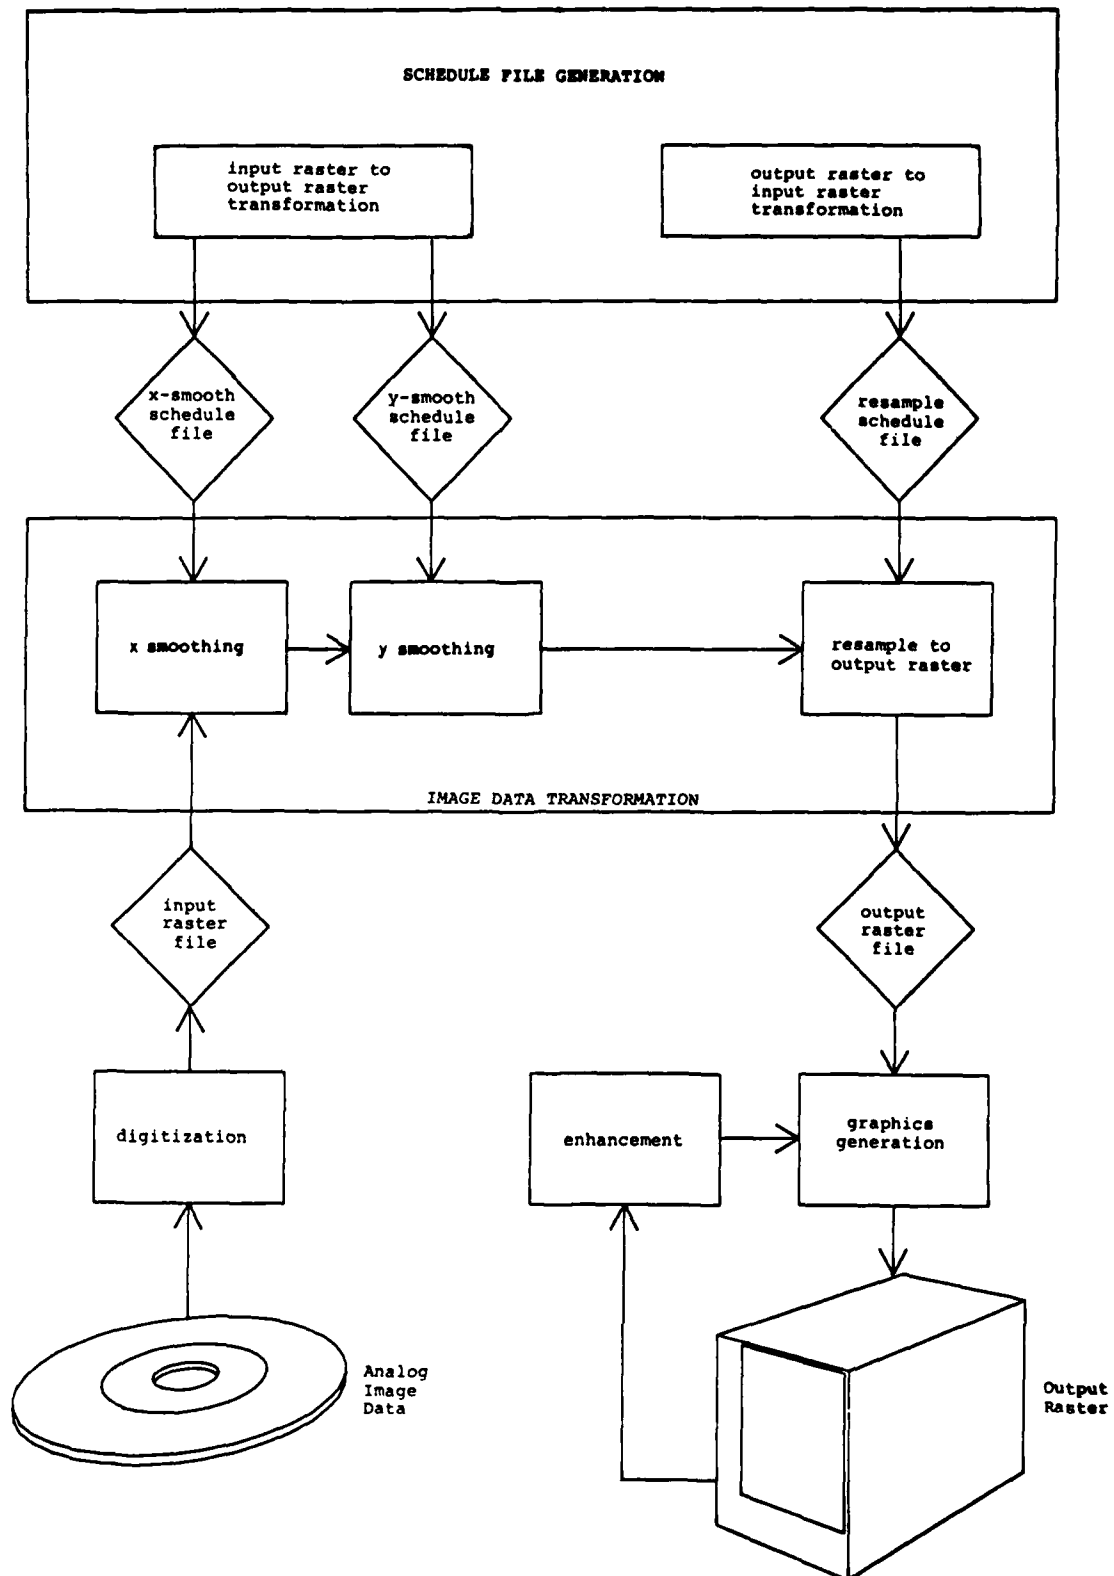 SCHEDULE FILE GENERATION
input raster to
output raster
transformation
output raster to
input raster
transformation
x-smooth
schedule
file
y-smooth
schedule
file
resample
schedule
file
x smoothing
y smoothing
resample to
output raster
IMAGE DATA TRANSFORMATION
input
raster
file
output
raster
file
digitization
enhancement
graphics
generation
Analog
Image
Data
Output
Raster